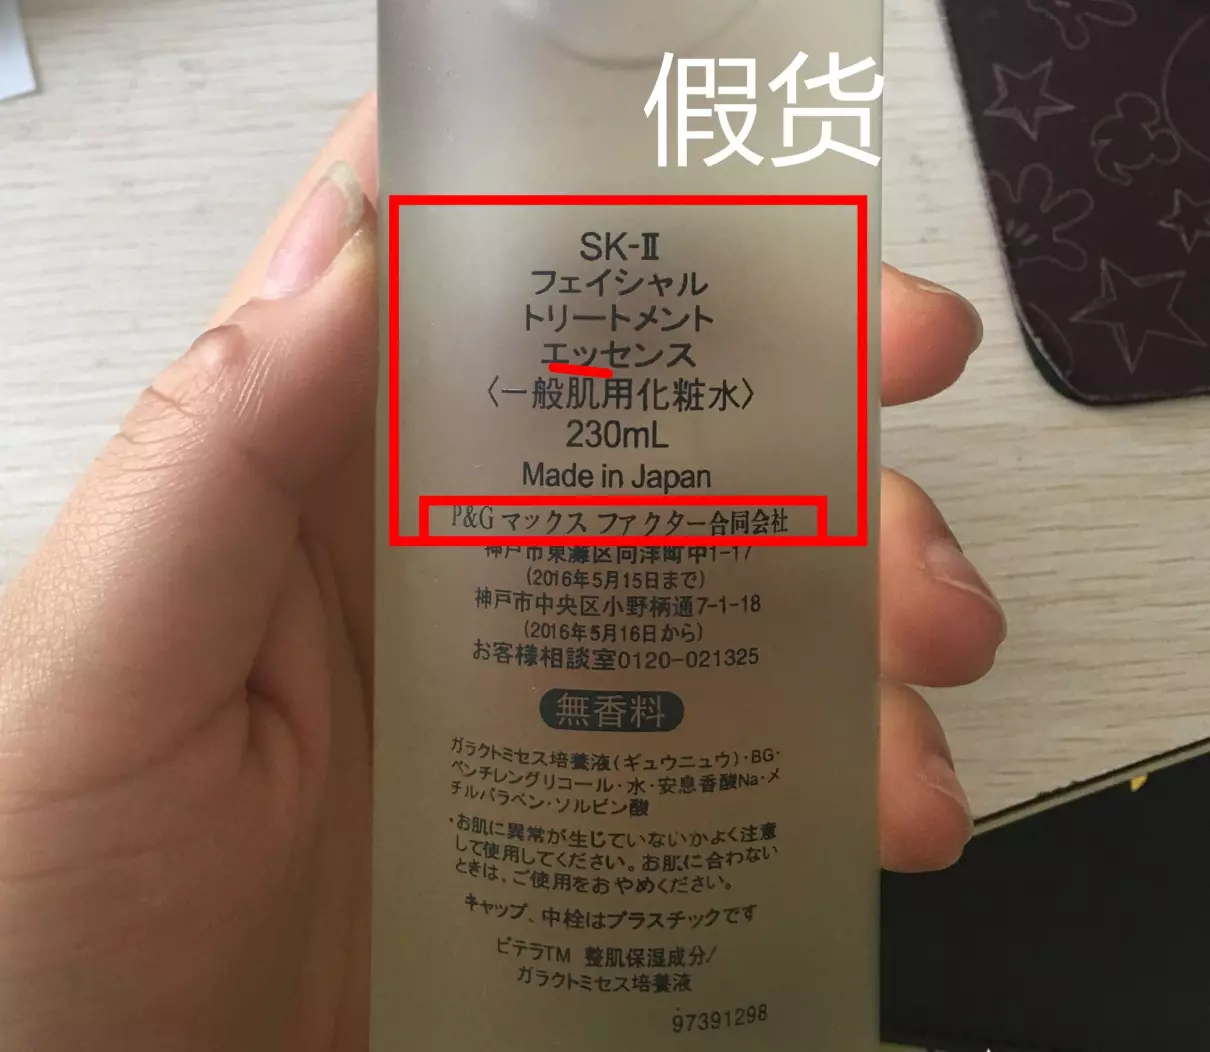 假货
SK-II
フェイシャル
トリートメント
エッセンス
〈一般肌用化粧水〉
230mL
Made in Japan
P&G マックス ファクター合同会社
神戸市東灘区向洋町中1-17
(2016年5月15日まで)
神戸市中央区小野柄通7-1-18
(2016年5月16日から)
お客様相談室0120-021325
無香料
ガラクトミセス培養液(ギュウニュウ)・BG・
ペンチレングリコール・水・安息香酸Na・メ
チルパラベン・ソルビン酸
・お肌に異常が生じていないかよく注意
して使用してください。お肌に合わない
ときは、ご使用をおやめください。
キャップ、中栓はプラスチックです
ピテラTM 整肌保湿成分/
ガラクトミセス培養液
97391298